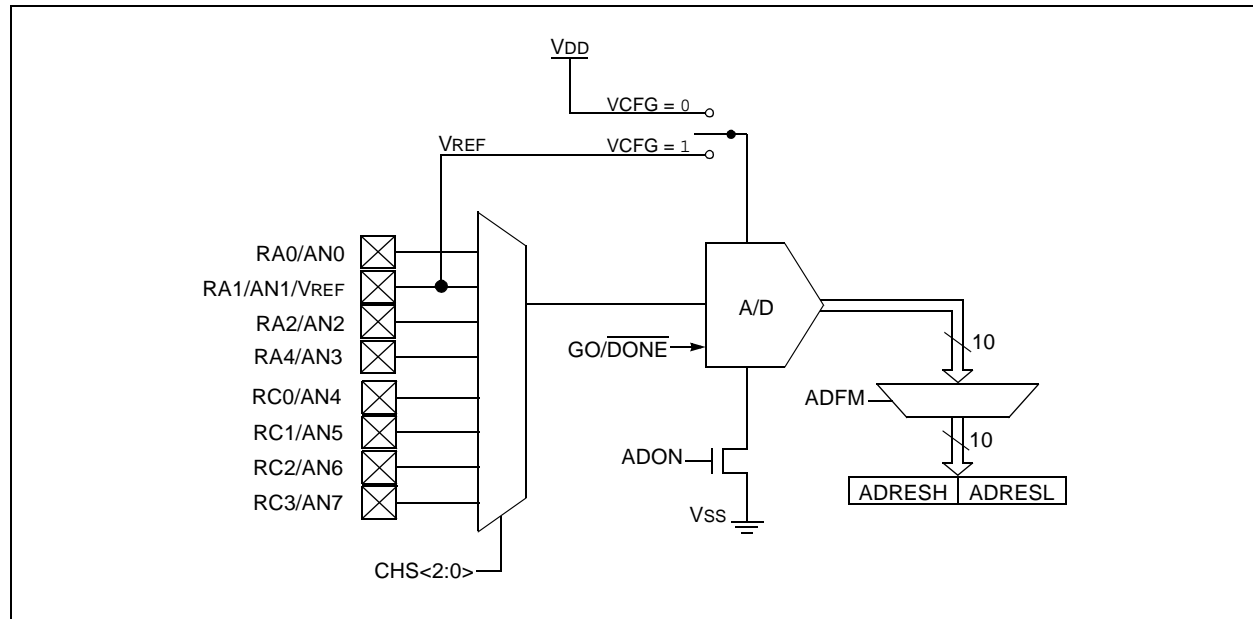 VDD
VCFG = 0
VREF
VCFG = 1
RA0/AN0
RA1/AN1/VREF
RA2/AN2
RA4/AN3
RC0/AN4
RC1/AN5
RC2/AN6
RC3/AN7
CHS<2:0>
A/D
GO/DONE
10
ADFM
10
ADON
ADRESH ADRESL
VSS